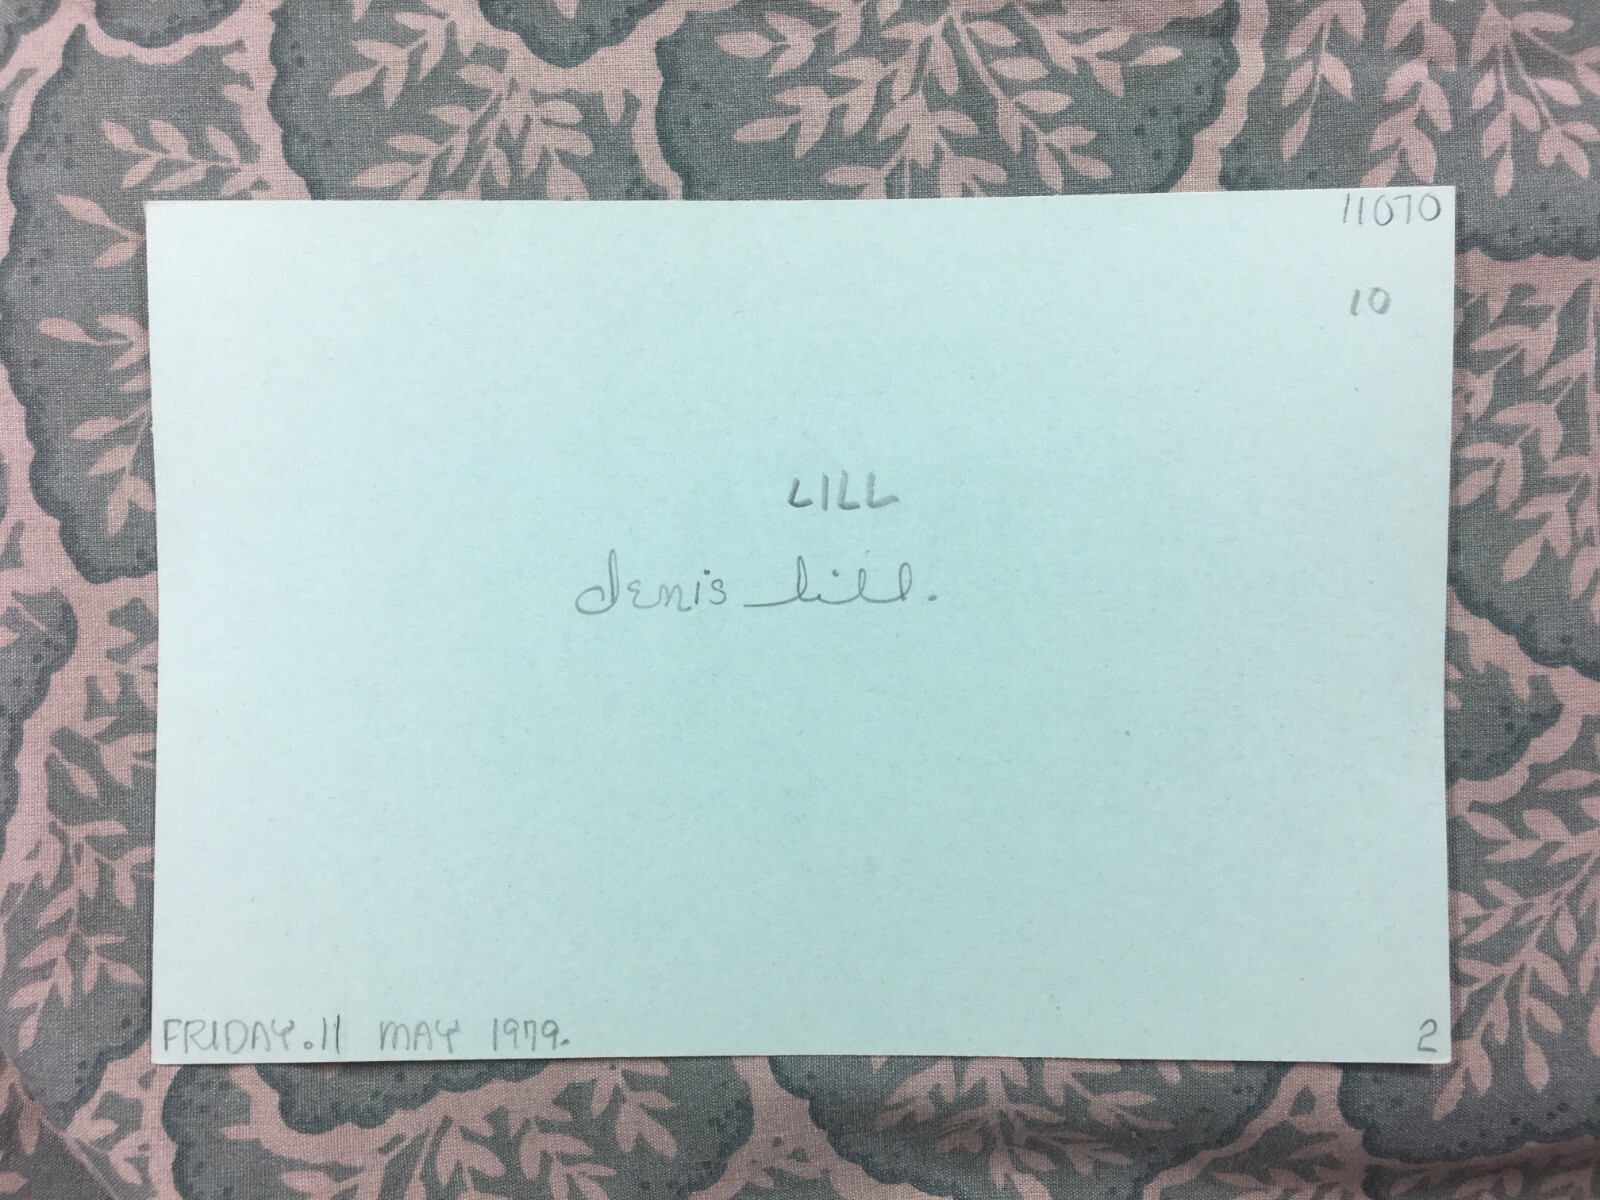 11070
10
LILL
denis lill.
FRIDAY.11 MAY 1979.
2